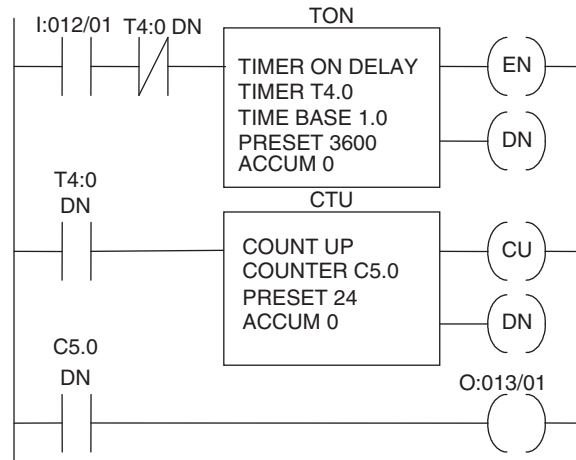 TON
I:012/01 T4:0 DN
TIMER ON DELAY
TIMER T4.0
TIME BASE 1.0
PRESET 3600
ACCUM 0
EN
DN
CTU
T4:0
DN
COUNT UP
COUNTER C5.0
PRESET 24
ACCUM 0
CU
DN
C5.0
DN
O:013/01